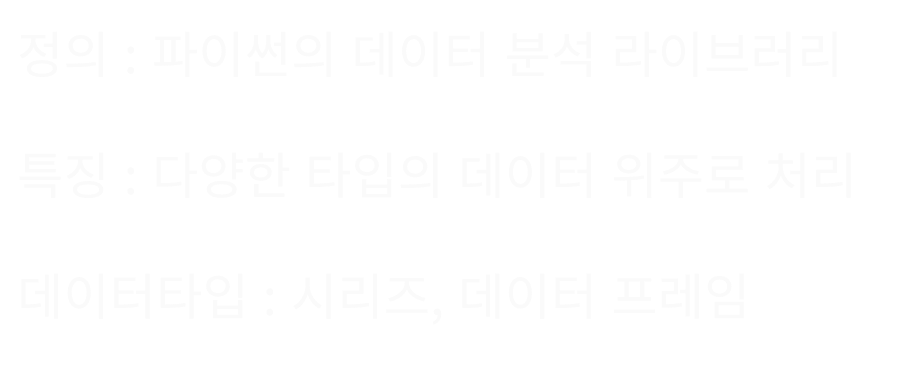 정의 : 파이썬의 데이터 분석 라이브러리
특징 : 다양한 타입의 데이터 위주로 처리
데이터타입 : 시리즈, 데이터 프레임